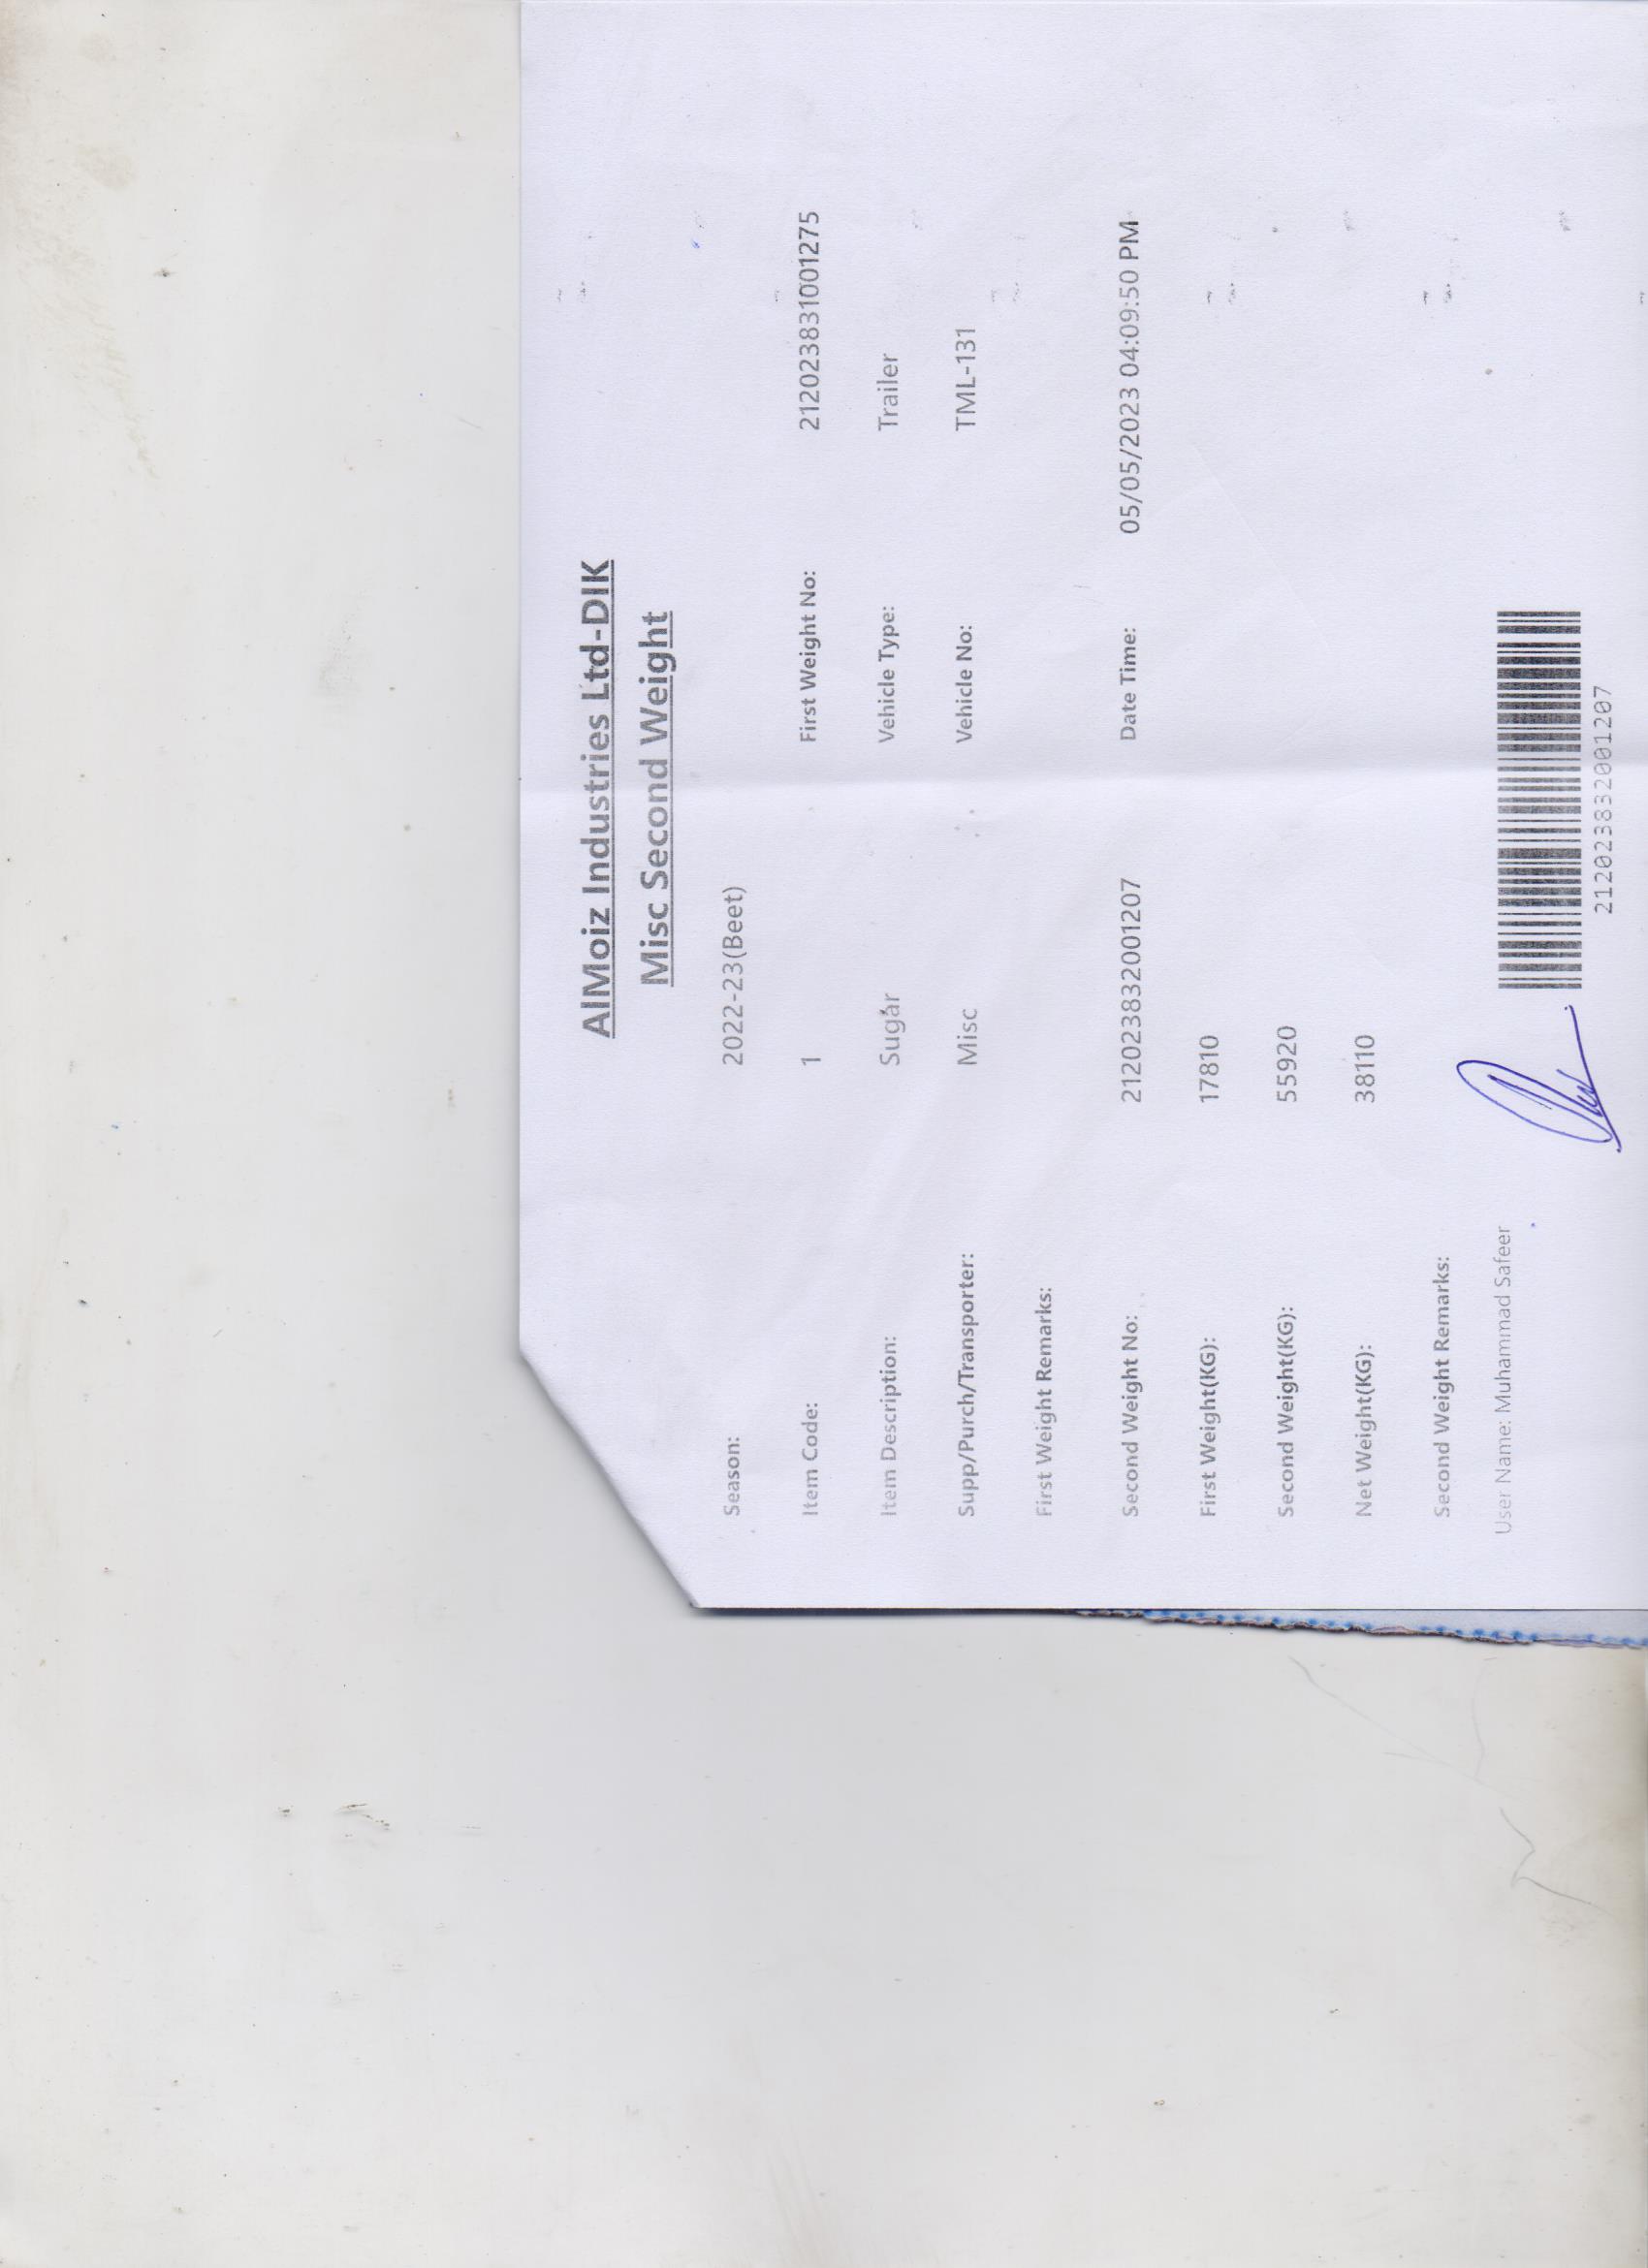 AlMoiz Industries Ltd-DIK
Misc Second Weight
Season: 2022-23(Beet)
Item Code: 1 First Weight No: 212023831001275
Item Description: Sugar Vehicle Type: Trailer
Supp/Purch/Transporter: Misc Vehicle No: TML-131
First Weight Remarks:
Second Weight No: 212023832001207 Date Time: 05/05/2023 04:09:50 PM
First Weight(KG): 17810
Second Weight(KG): 55920
Net Weight(KG): 38110
Second Weight Remarks:
User Name: Muhammad Safeer
212023832001207